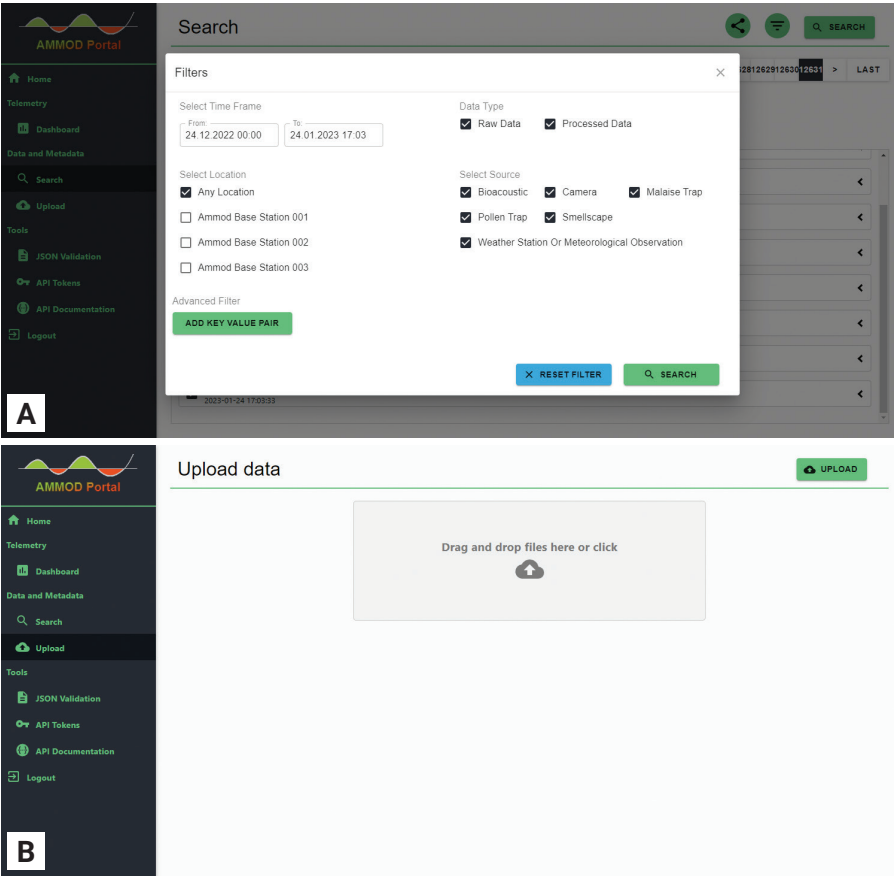 AMMOD Portal
Home
Telemetry
Dashboard
Data and Metadata
Search
Upload
Tools
JSON Validation
API Tokens
API Documentation
Logout
A
Search
SEARCH
12629 12630 12631 > LAST
Filters
Select Time Frame
From: To:
24.12.2022 00:00 24.01.2023 17:03
Data Type
Raw Data Processed Data
Select Location
Any Location
Ammod Base Station 001
Ammod Base Station 002
Ammod Base Station 003
Select Source
Bioacoustic Camera Malaise Trap
Pollen Trap Smellscape
Weather Station Or Meteorological Observation
Advanced Filter
ADD KEY VALUE PAIR
RESET FILTER SEARCH
2023-01-24 17:03:33
AMMOD Portal
Home
Telemetry
Dashboard
Data and Metadata
Search
Upload
Tools
JSON Validation
API Tokens
API Documentation
Logout
B
Upload data
UPLOAD
Drag and drop files here or click